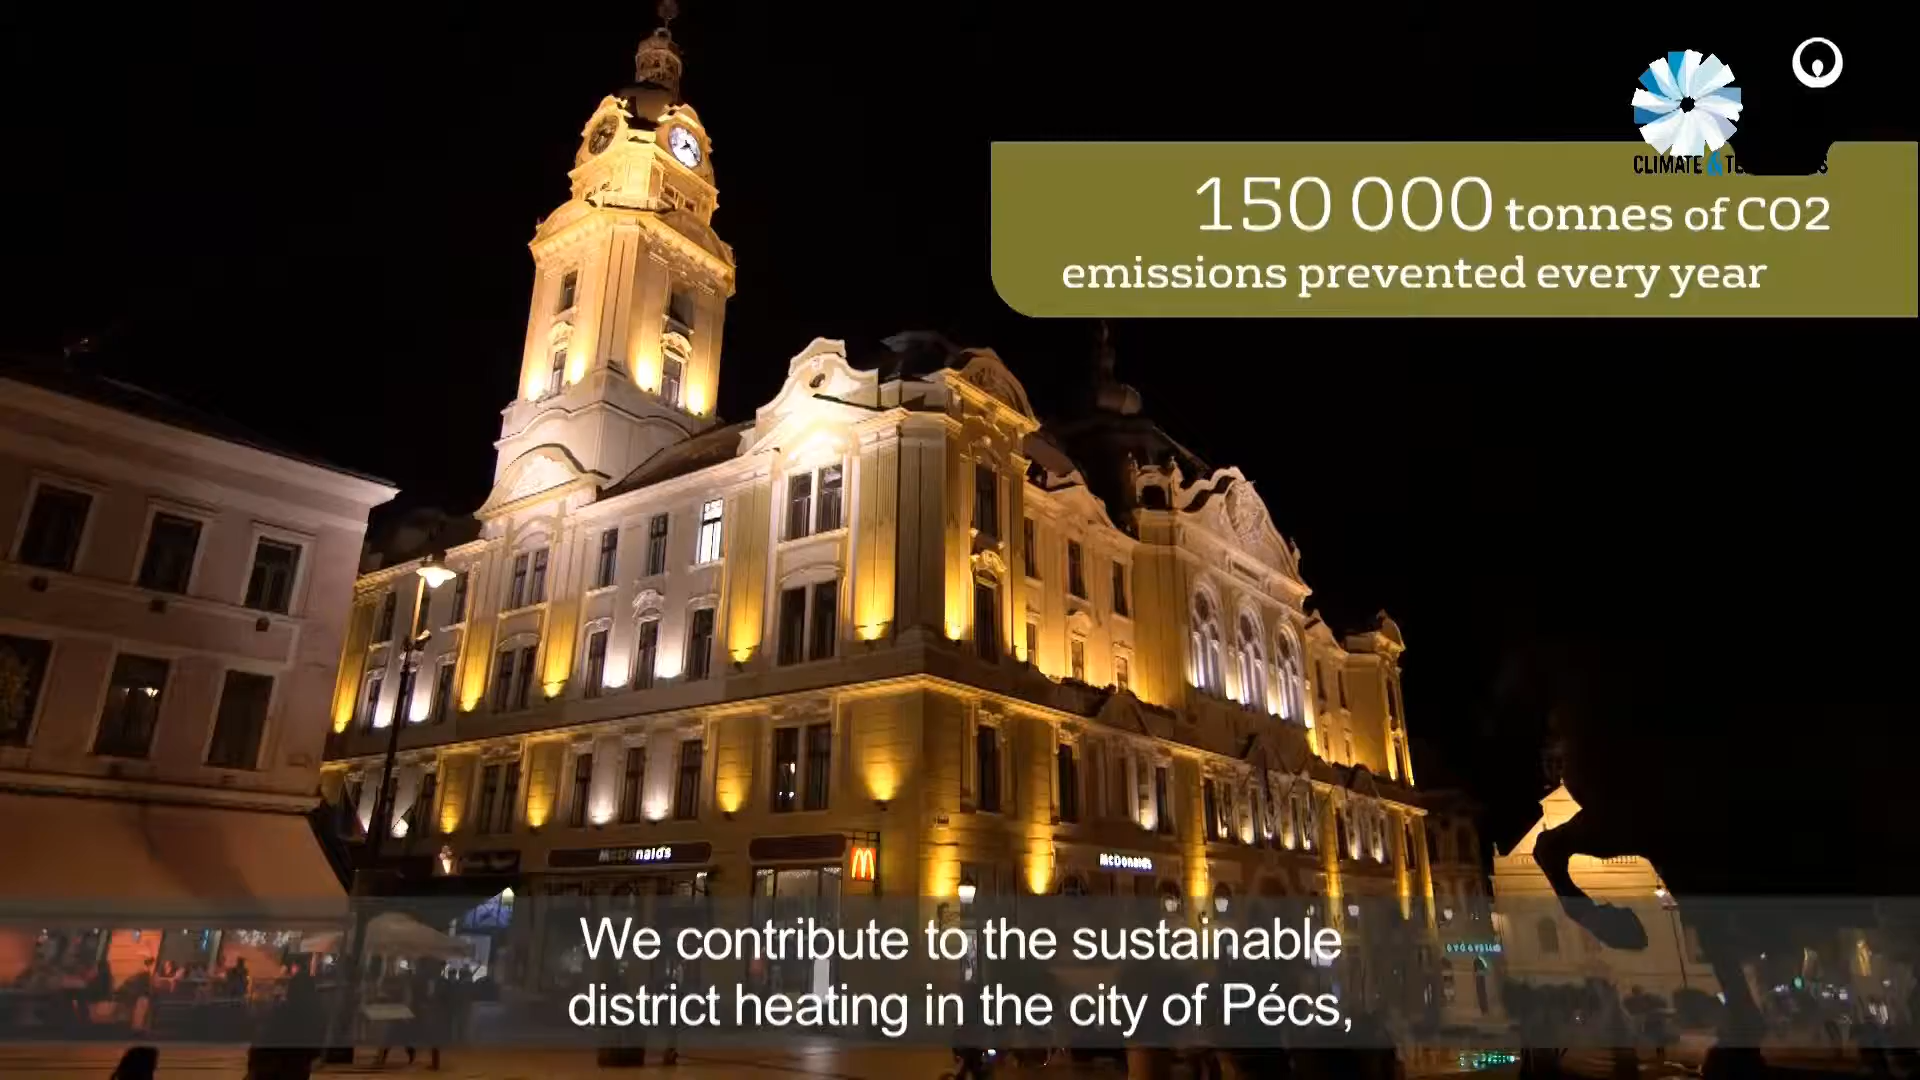 CLIMATE &
150 000 tonnes of CO2
emissions prevented every year
McDonald's
McDonald's
We contribute to the sustainable
district heating in the city of Pécs,